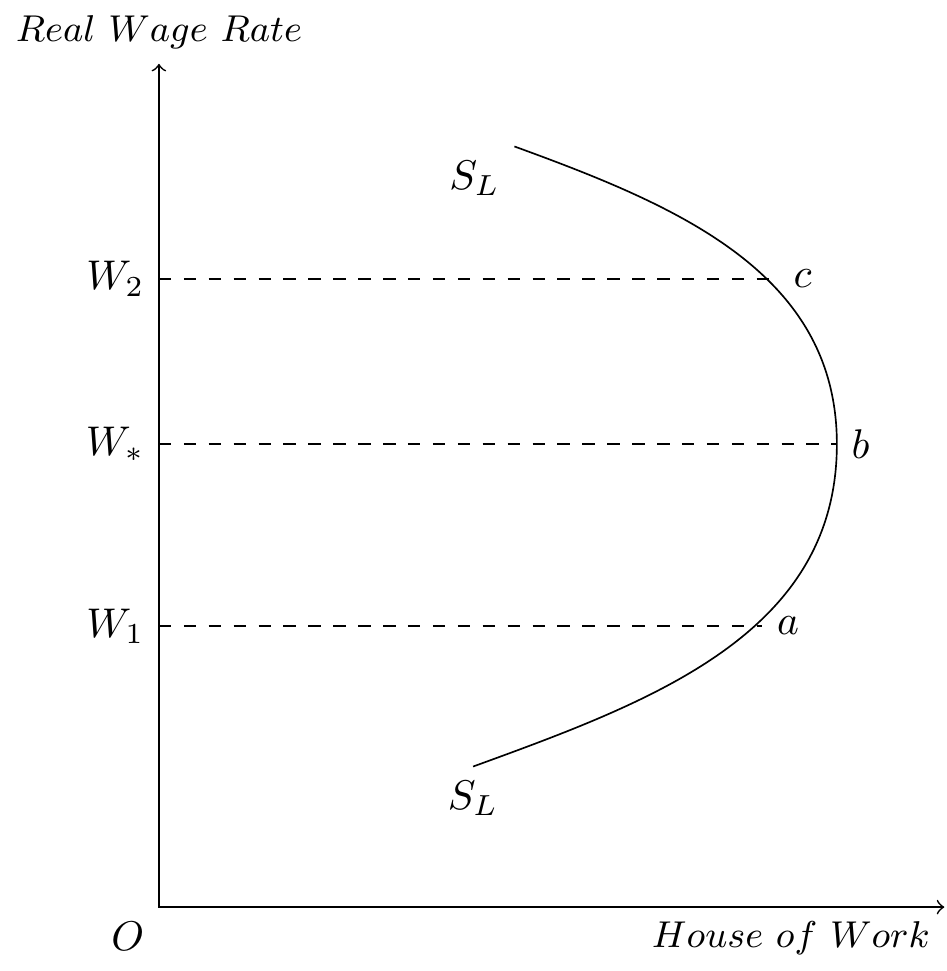 Real Wage Rate
S_L
W_2
c
W_*
b
W_1
a
S_L
O
House of Work